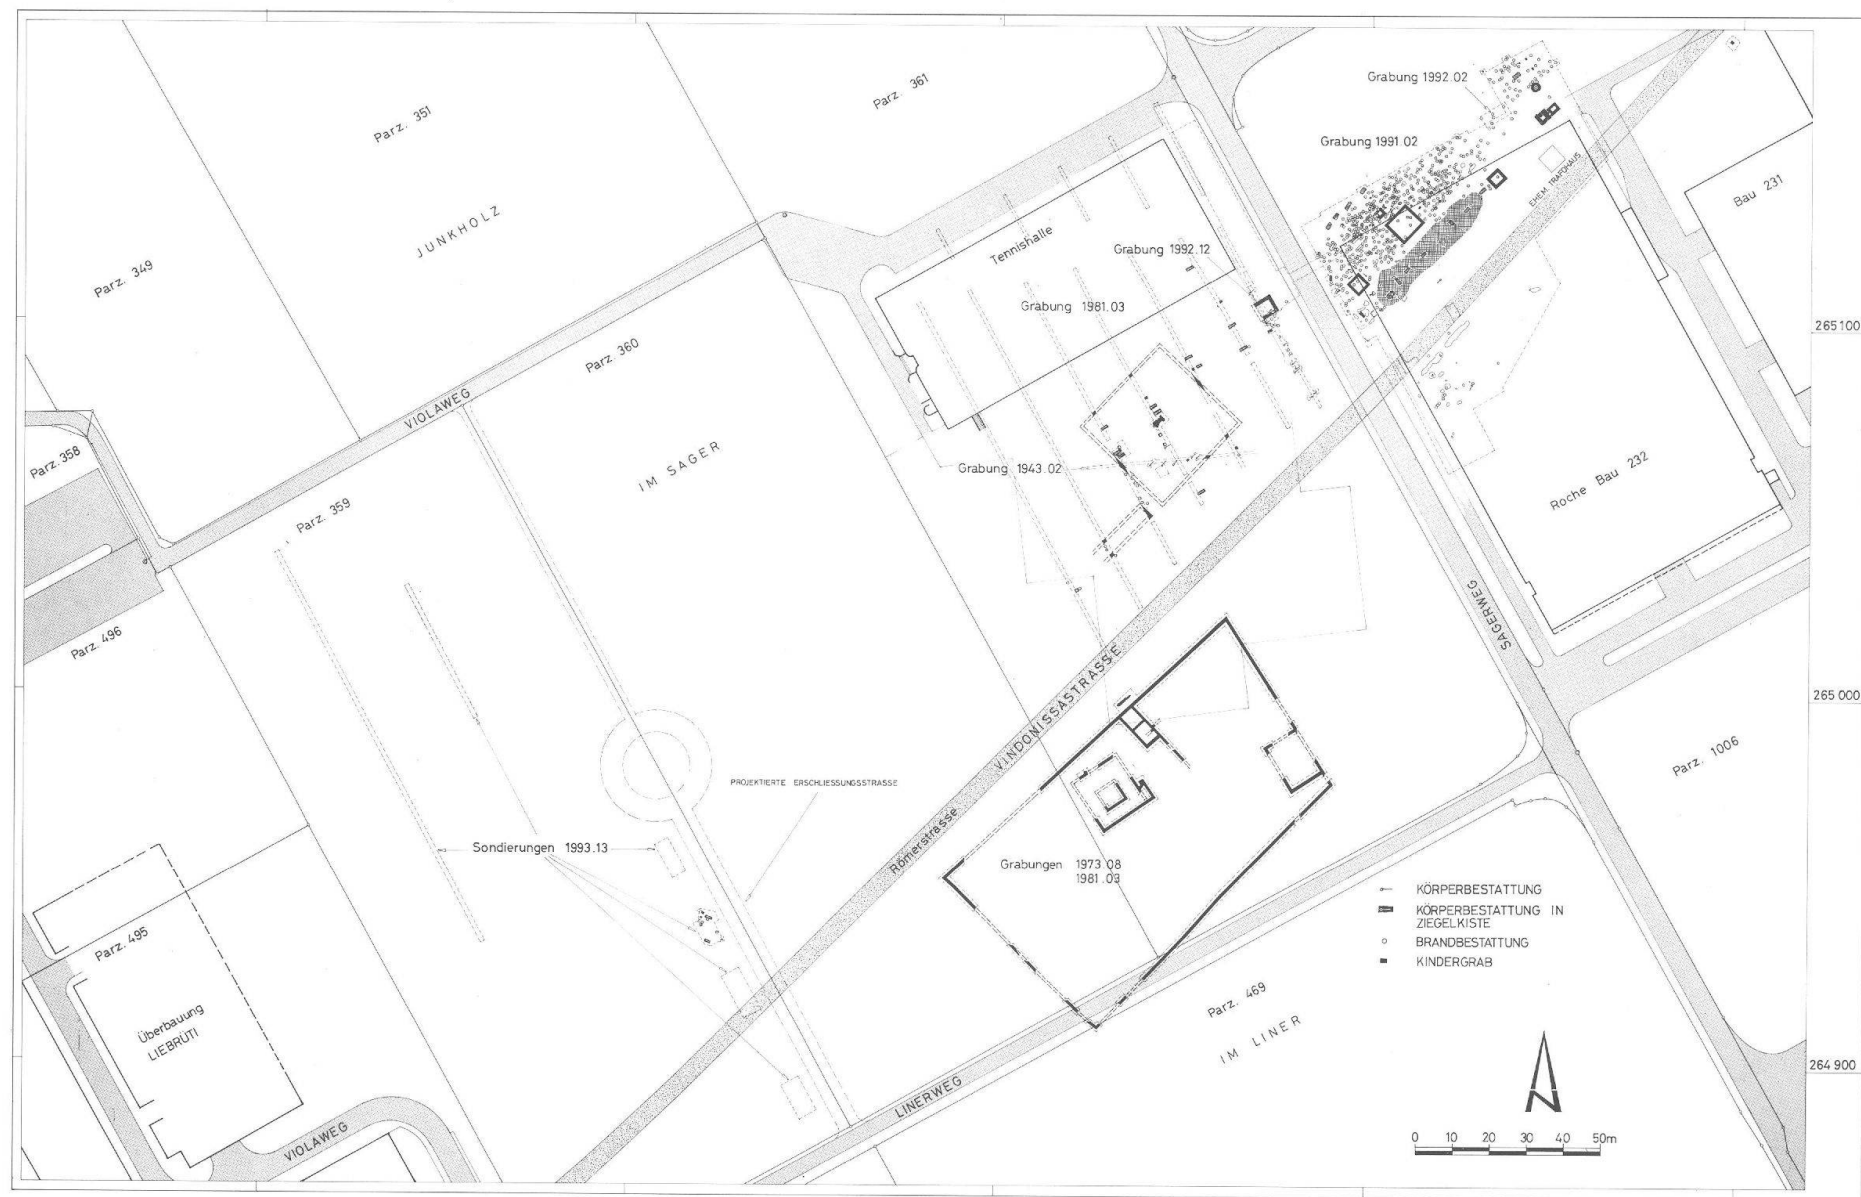 Grabung 1992.02
Parz. 361
Parz. 351
Grabung 1991.02
EHEM. TRAFOHAUS
Bau 231
JUNKHOLZ
Tennishalle
Grabung 1992.12
Parz. 349
Grabung 1981.03
265 100
Parz. 360
VIOLAWEG
Parz. 358
IM SAGER
Grabung 1943.02
Roche Bau 232
Parz. 359
SAGERWEG
Parz. 496
VINDONISSASTRASSE
265 000
Parz. 1006
PROJEKTIERTE ERSCHLIESSUNGSSTRASSE
Römerstrasse
Sondierungen 1993.13
Grabungen 1973.08
1981.03
KÖRPERBESTATTUNG
KÖRPERBESTATTUNG IN
ZIEGELKISTE
BRANDBESTATTUNG
KINDERGRAB
Parz. 495
Parz. 469
Überbauung
LIEBRÜTI
IM LINER
264 900
LINERWEG
VIOLAWEG
N
0 10 20 30 40 50m